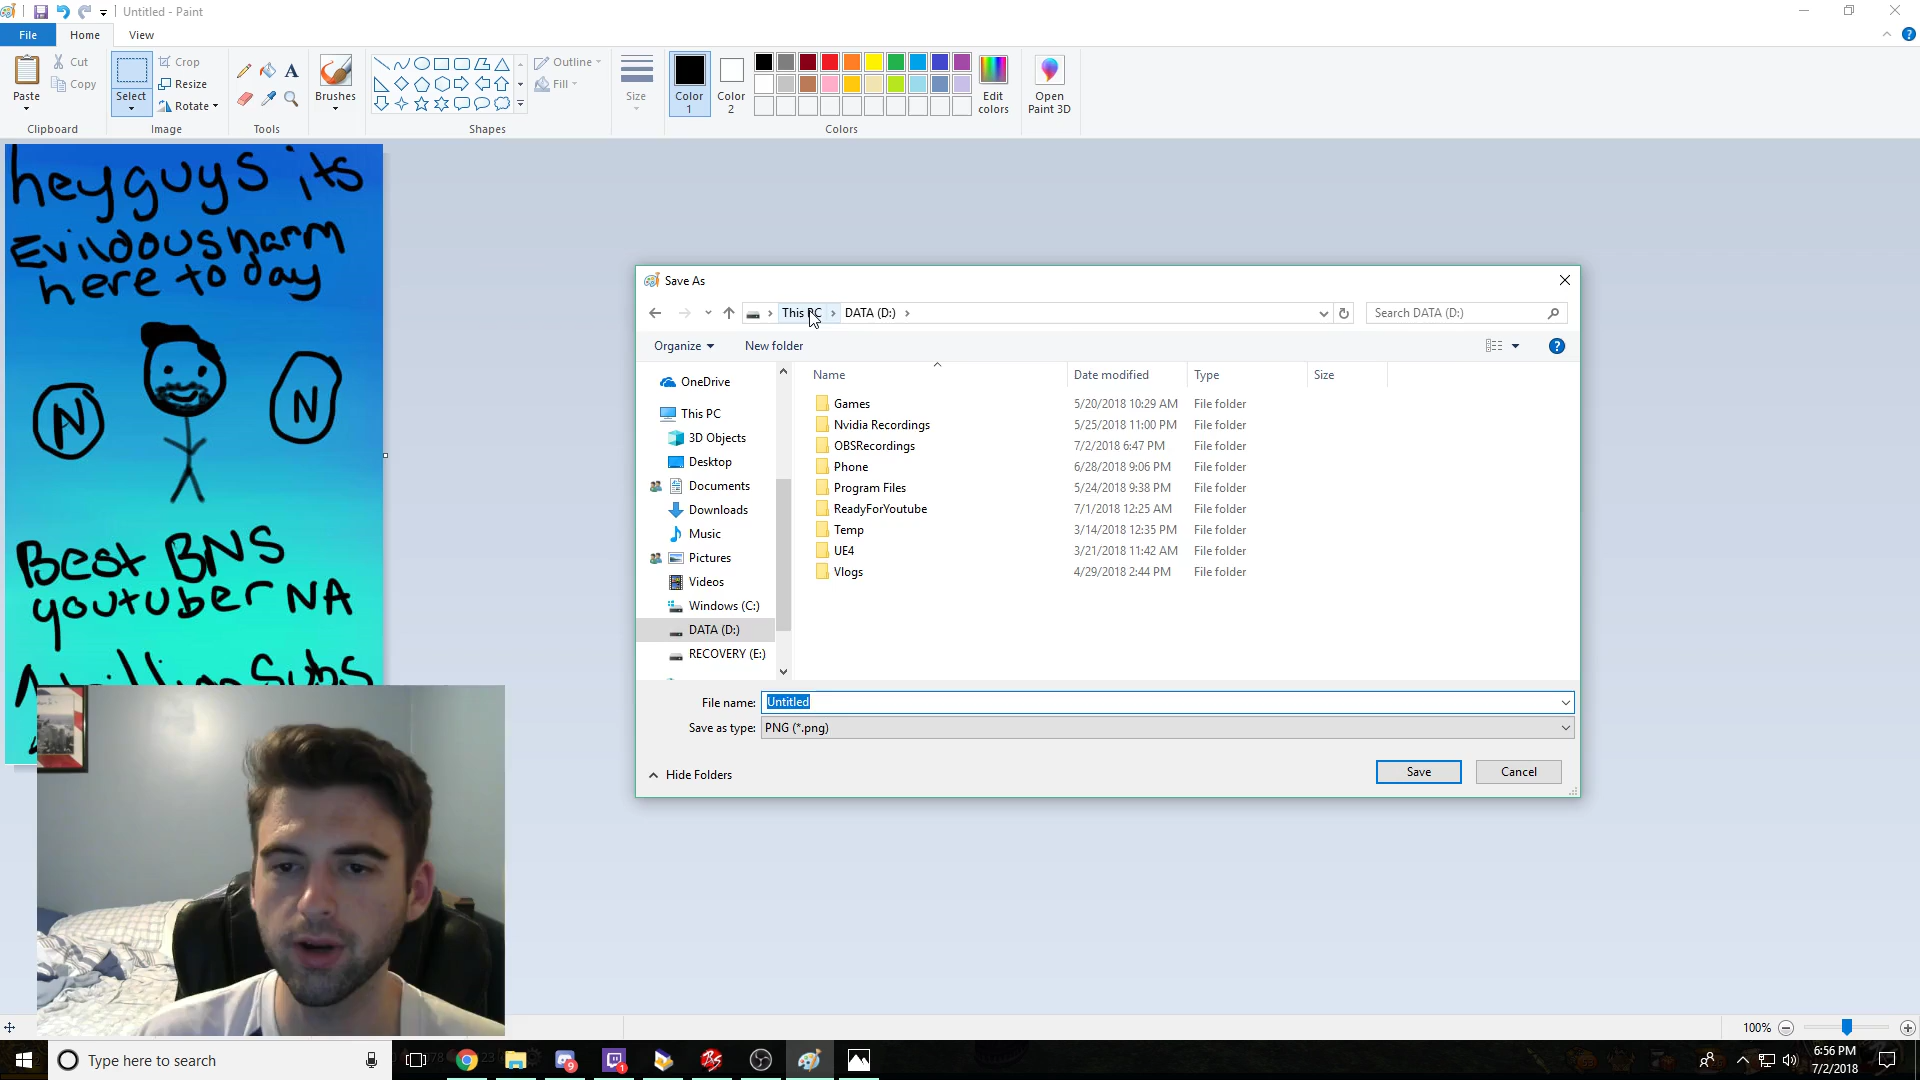 Untitled - Paint
File
Home
View
Paste
Cut
Copy
Clipboard
Select
Crop
Resize
Rotate
Image
Tools
Brushes
Shapes
Outline
Fill
Size
Color 1
Color 2
Colors
Edit colors
Open Paint 3D
hey guys its
Evildousharm
here today
N
N
Best BNS
youtuber NA
Subs
Save As
This PC
DATA (D:)
Search DATA (D:)
Organize
New folder
OneDrive
This PC
3D Objects
Desktop
Documents
Downloads
Music
Pictures
Videos
Windows (C:)
DATA (D:)
RECOVERY (E:)
Name Date modified Type Size
Games 5/20/2018 10:29 AM File folder
Nvidia Recordings 5/25/2018 11:00 PM File folder
OBSRecordings 7/2/2018 6:47 PM File folder
Phone 6/28/2018 9:06 PM File folder
Program Files 5/24/2018 9:38 PM File folder
ReadyForYoutube 7/1/2018 12:25 AM File folder
Temp 3/14/2018 12:35 PM File folder
UE4 3/21/2018 11:42 AM File folder
Vlogs 4/29/2018 2:44 PM File folder
File name: Untitled
Save as type: PNG (*.png)
Hide Folders
Save
Cancel
100%
Type here to search
6:56 PM
7/2/2018